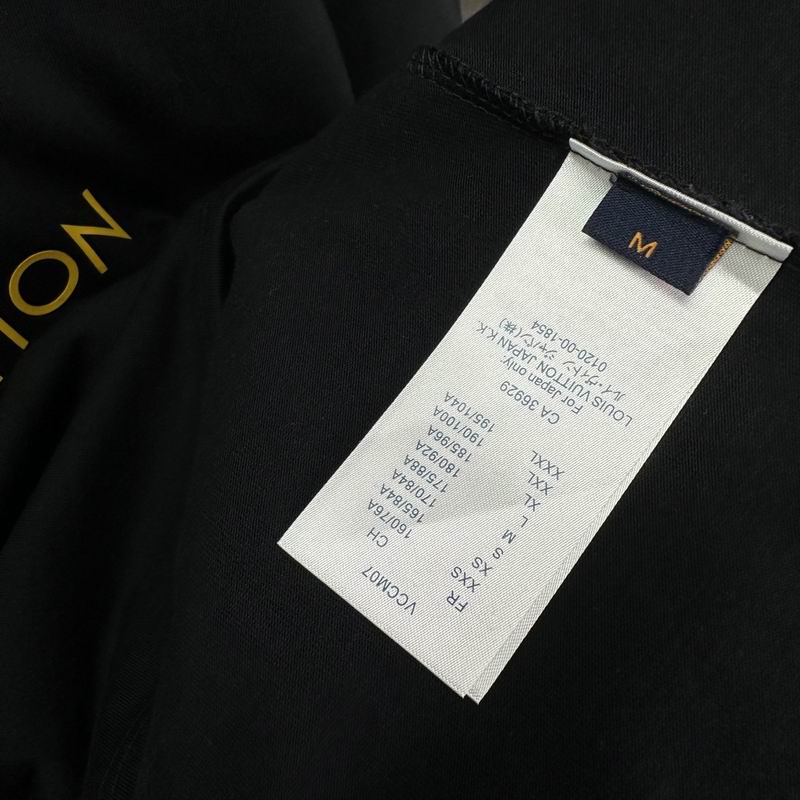 TION
M
VCCM07
FR CH
XXS 160/76A
XS 165/84A
S 170/84A
M 175/88A
L 180/92A
XL 185/96A
XXL 190/100A
XXXL 195/104A
CA 36929
For Japan only:
LOUIS VUITTON JAPAN K.K.
ルイ・ヴィトン ジャパン(株)
0120-00-1854